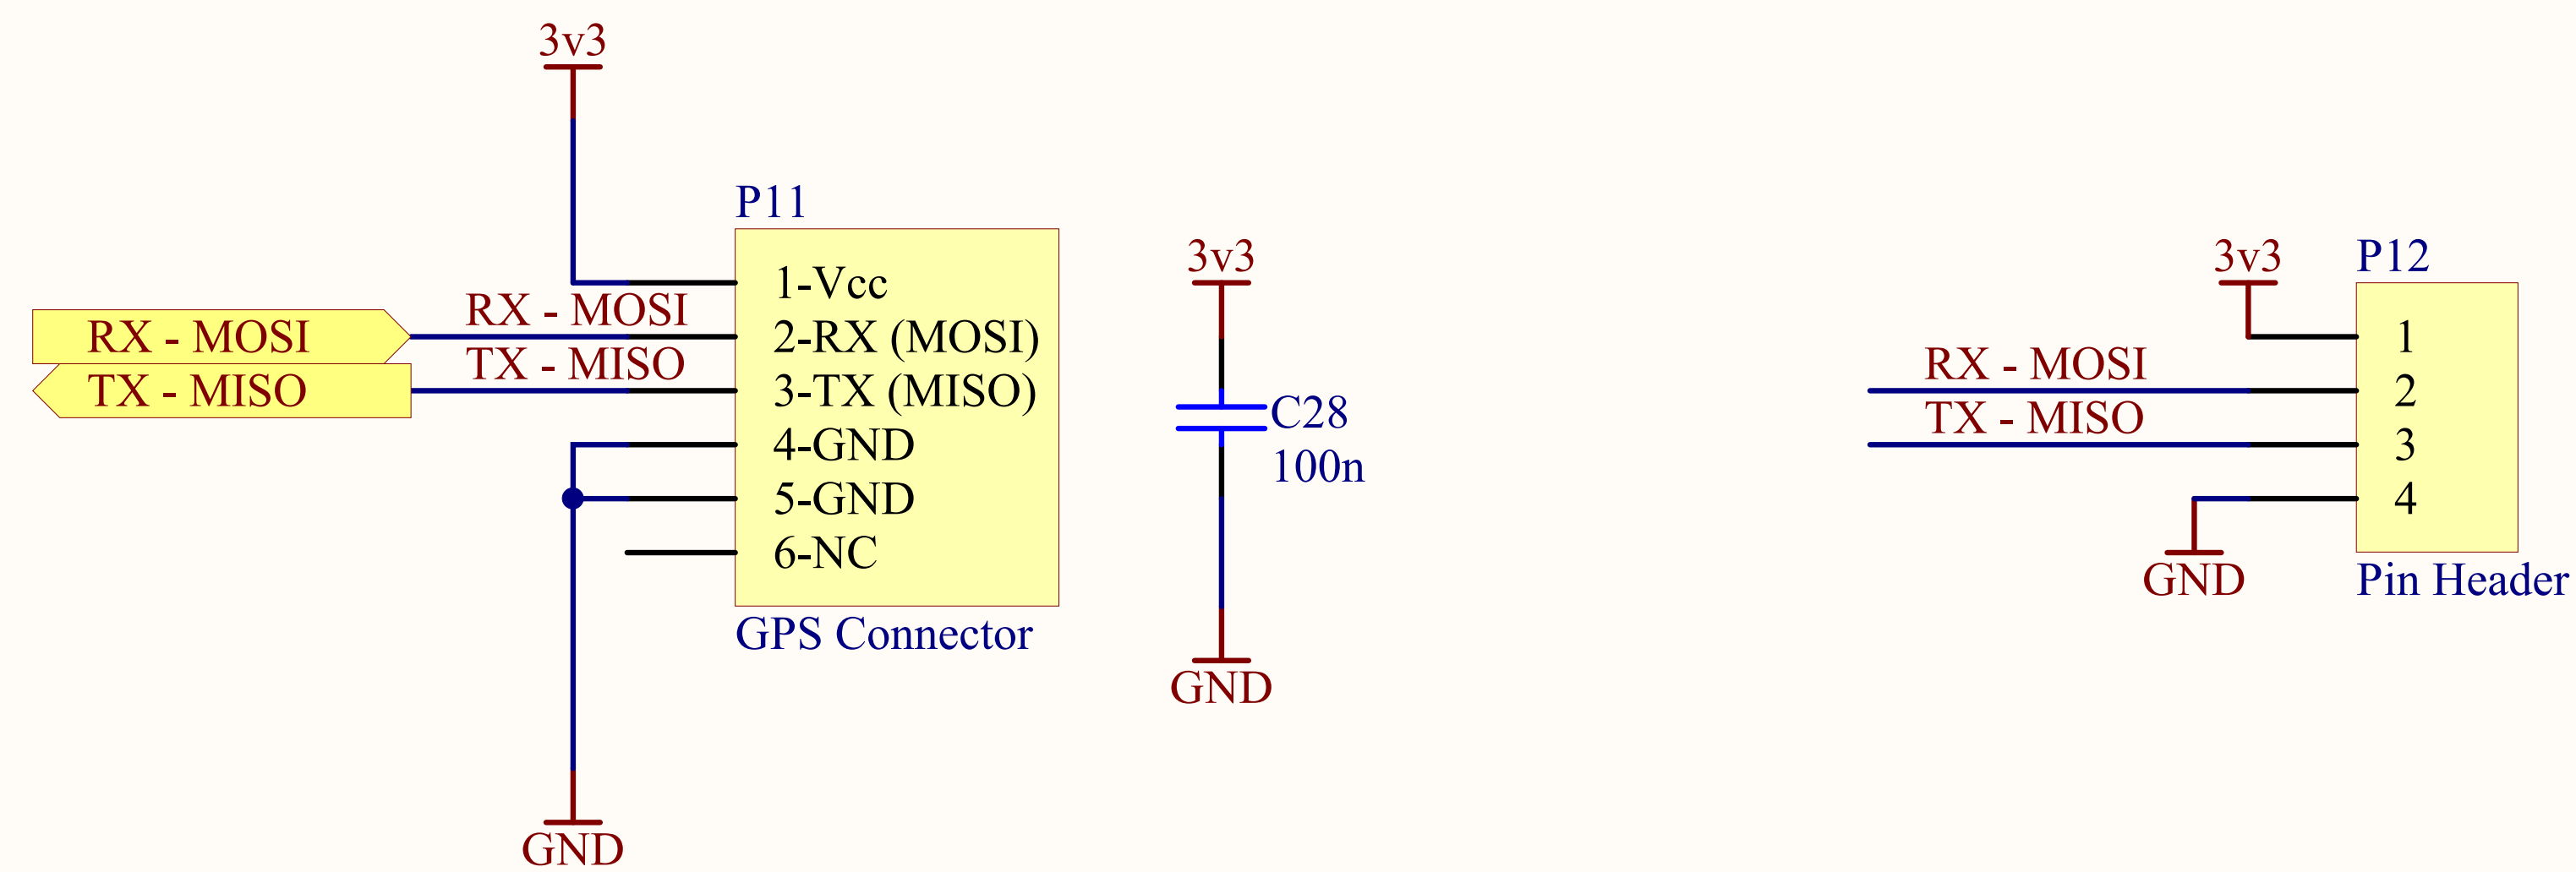 3v3
P11
1-Vcc
RX - MOSI
RX - MOSI
2-RX (MOSI)
TX - MISO
TX - MISO
3-TX (MISO)
4-GND
5-GND
6-NC
GPS Connector
GND
3v3
C28
100n
GND
3v3
P12
1
RX - MOSI
2
TX - MISO
3
4
GND
Pin Header